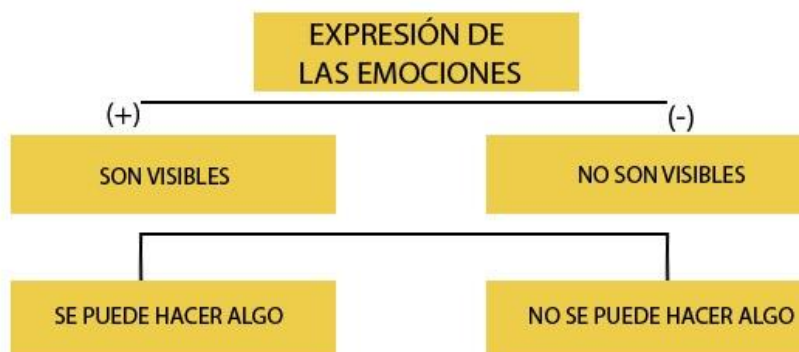 EXPRESIÓN DE
LAS EMOCIONES
(+)
(-)
SON VISIBLES
NO SON VISIBLES
SE PUEDE HACER ALGO
NO SE PUEDE HACER ALGO